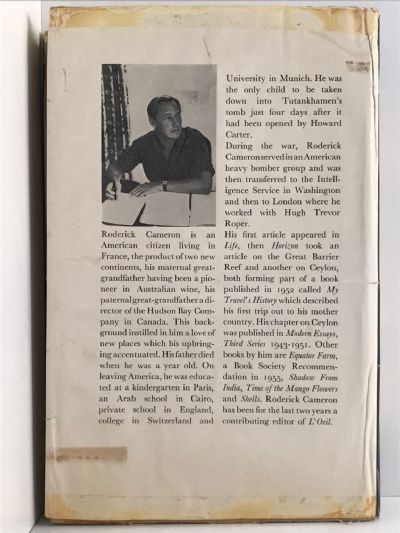 Roderick Cameron is an
American citizen living in
France, the product of two new
continents, his maternal great-
grandfather having been a pio-
neer in Australian wine, his
paternal great-grandfather a di-
rector of the Hudson Bay Com-
pany in Canada. This back-
ground instilled in him a love of
new places which his upbring-
ing accentuated. His father died
when he was a year old. On
leaving America, he was educa-
ted at a kindergarten in Paris,
an Arab school in Cairo,
private school in England,
college in Switzerland and
University in Munich. He was
the only child to be taken
down into Tutankhamen's
tomb just four days after it
had been opened by Howard
Carter.
During the war, Roderick
Cameron served in an American
heavy bomber group and was
then transferred to the Intell-
igence Service in Washington
and then to London where he
worked with Hugh Trevor
Roper.
His first article appeared in
Life, then Horizon took an
article on the Great Barrier
Reef and another on Ceylon,
both forming part of a book
published in 1952 called My
Travel's History which described
his first trip out to his mother
country. His chapter on Ceylon
was published in Modern Essays,
Third Series 1943-1951. Other
books by him are Equator Farm,
a Book Society Recommen-
dation in 1955, Shadow From
India, Time of the Mango Flowers
and Shells. Roderick Cameron
has been for the last two years a
contributing editor of L'Oeil.